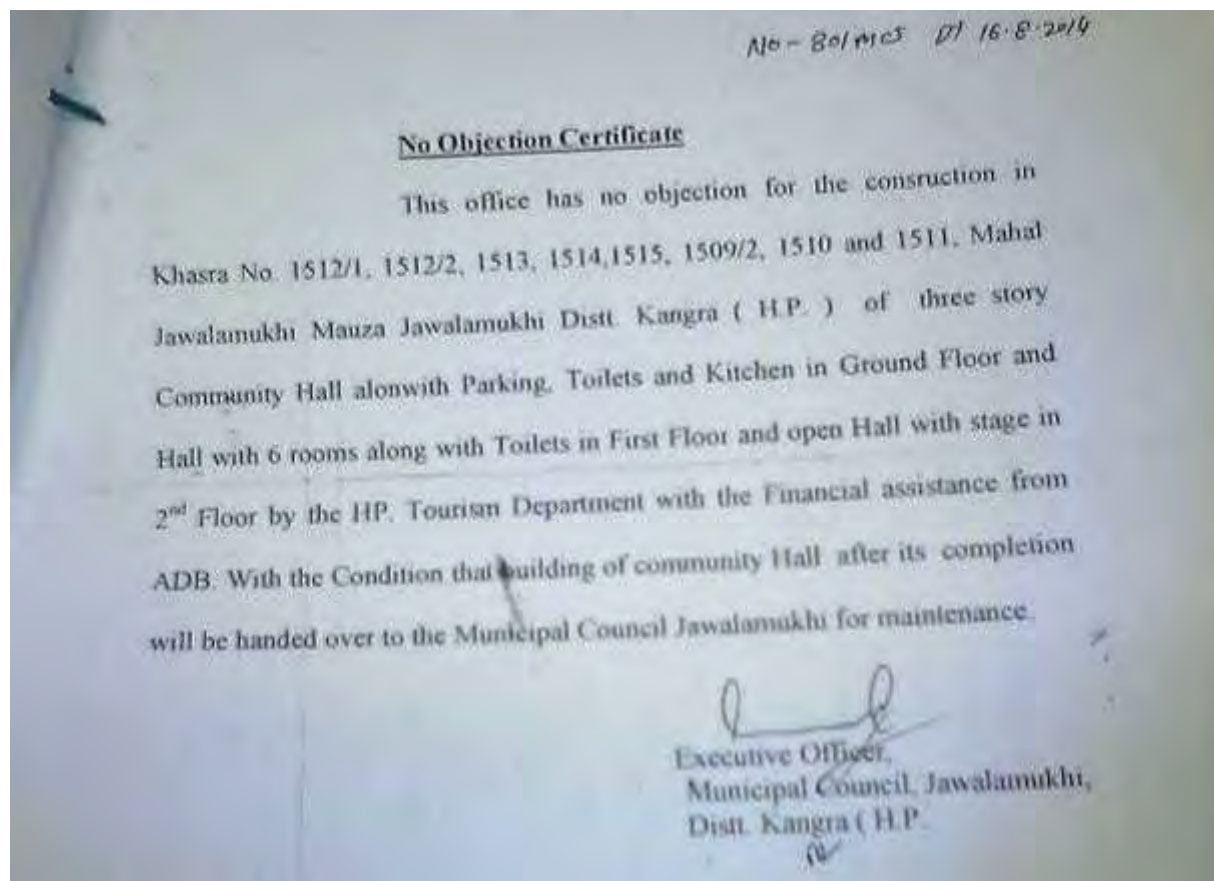 No - 801 mcJ Dt 16.8.2014
No Objection Certificate
This office has no objection for the consruction in
Khasra No. 1512/1, 1512/2, 1513, 1514,1515, 1509/2, 1510 and 1511, Mahal
Jawalamukhi Mauza Jawalamukhi Distt. Kangra ( H.P. ) of three story
Community Hall alonwith Parking, Toilets and Kitchen in Ground Floor and
Hall with 6 rooms along with Toilets in First Floor and open Hall with stage in
2nd Floor by the HP. Tourism Department with the Financial assistance from
ADB. With the Condition that building of community Hall after its completion
will be handed over to the Municipal Council Jawalamukhi for maintenance.
Executive Officer,
Municipal Council, Jawalamukhi,
Distt. Kangra ( H.P.